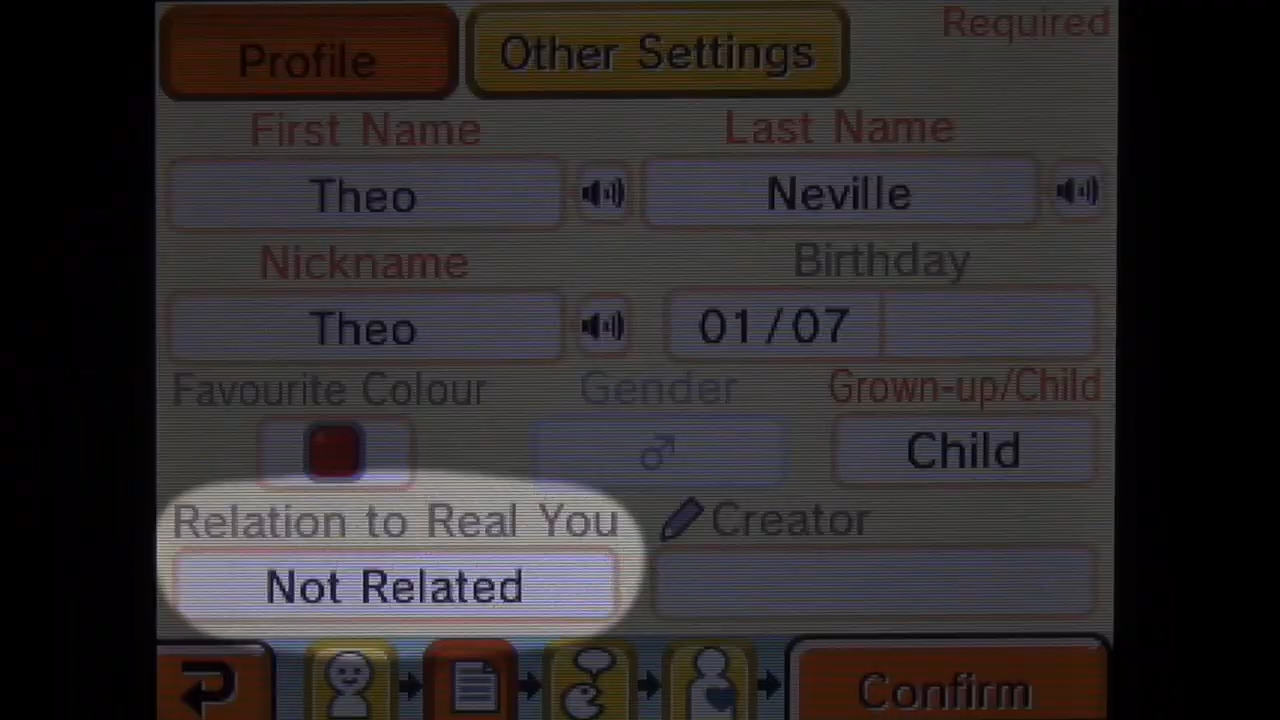 Profile
Other Settings
Required
First Name
Last Name
Theo
Neville
Nickname
Birthday
Theo
01/07
Favourite Colour
Gender
Grown-up/Child
Child
Relation to Real You
Creator
Not Related
Confirm